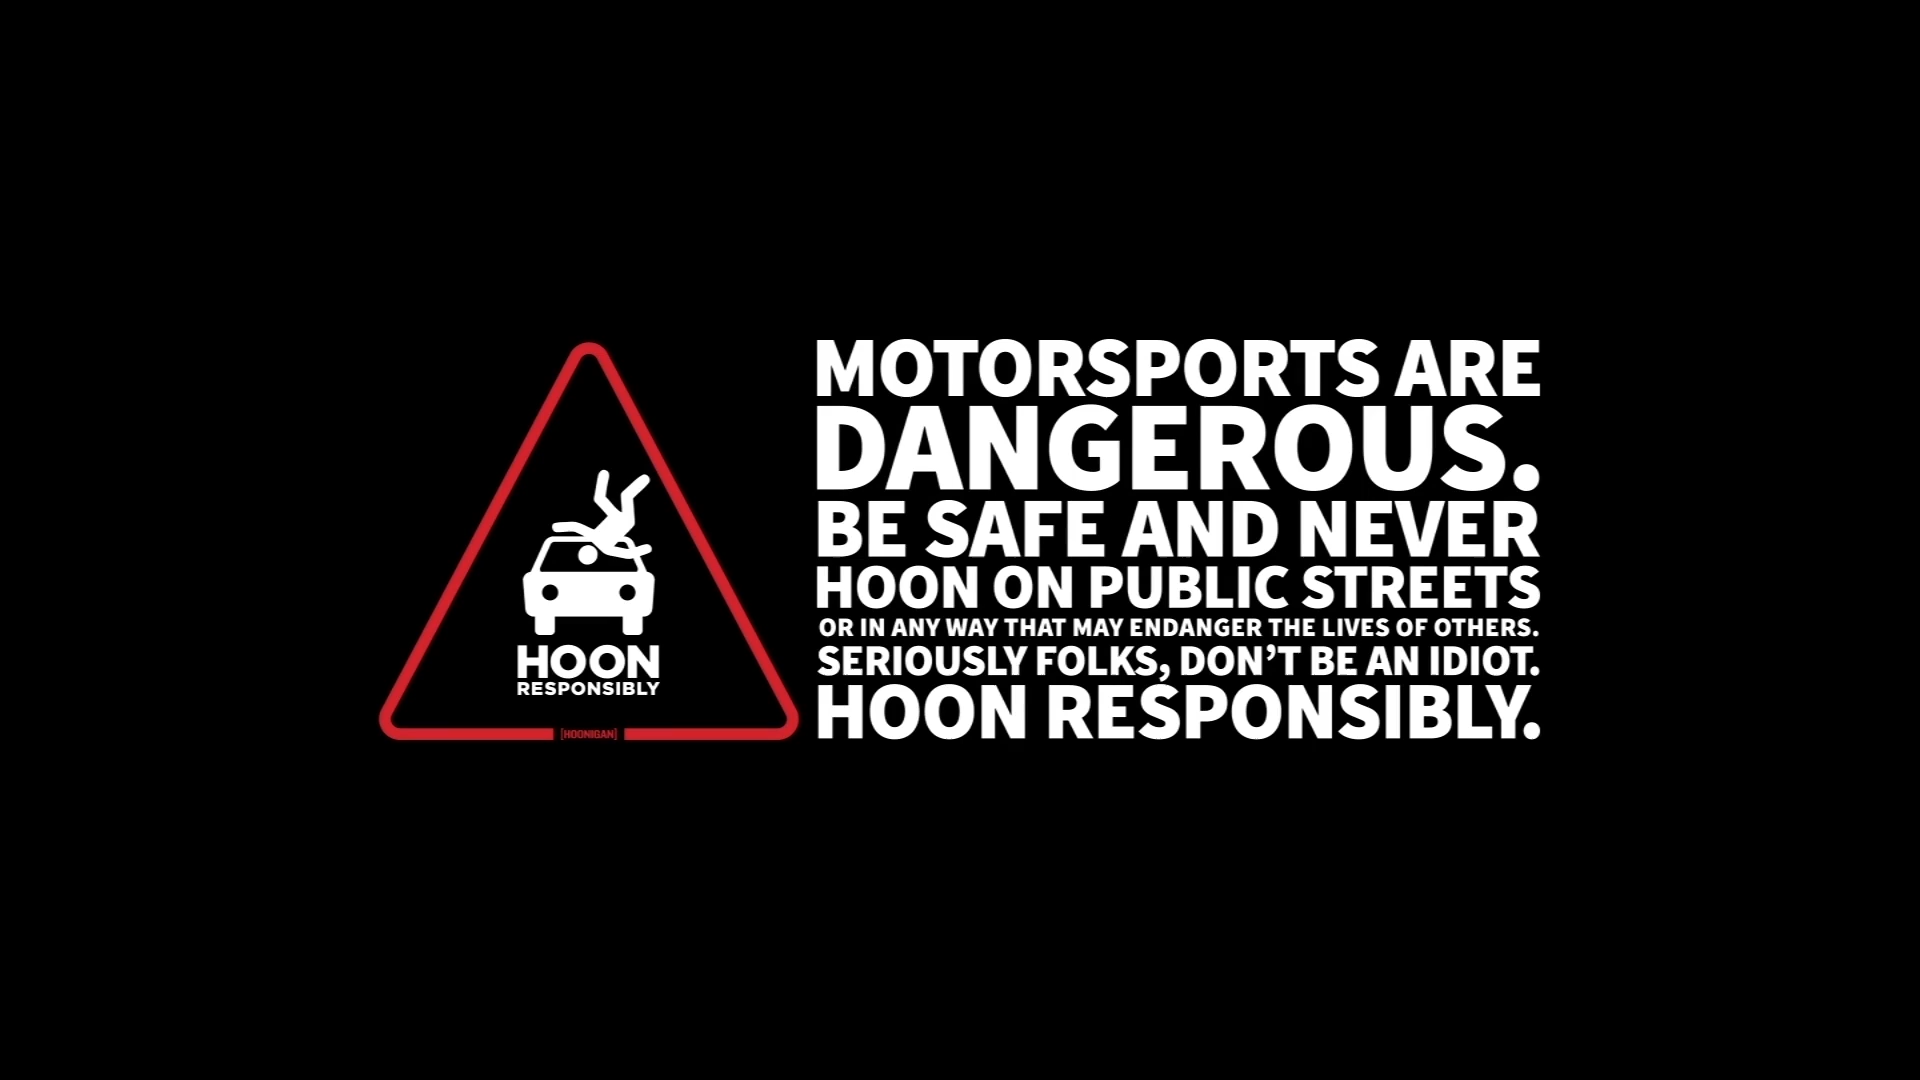 HOON
RESPONSIBLY
[HOONIGAN]
MOTORSPORTS ARE
DANGEROUS.
BE SAFE AND NEVER
HOON ON PUBLIC STREETS
OR IN ANY WAY THAT MAY ENDANGER THE LIVES OF OTHERS.
SERIOUSLY FOLKS, DON’T BE AN IDIOT.
HOON RESPONSIBLY.